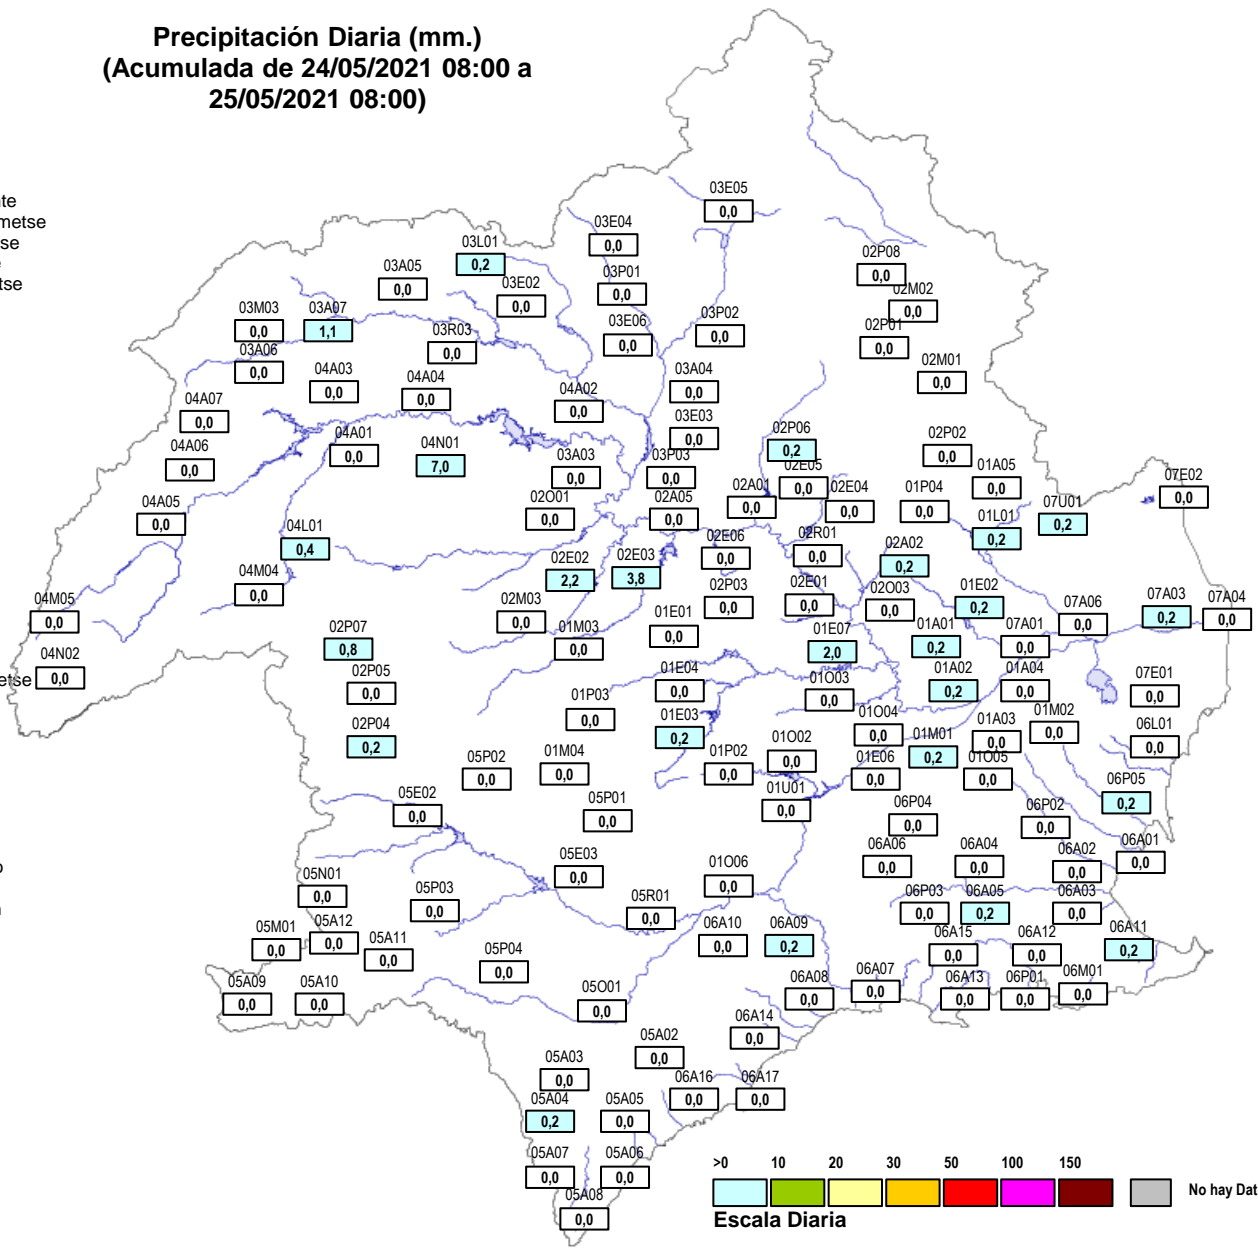 Precipitación Diaria (mm.)
(Acumulada de 24/05/2021 08:00 a
25/05/2021 08:00)
te
metse
se
tse
etse
03E05
0,0
03E04
0,0
03L01
0,2
03A05
0,0
03E02
0,0
03P01
0,0
02P08
0,0
02M02
0,0
03M03
0,0
03A07
1,1
03R03
0,0
03E06
0,0
03P02
0,0
02P01
0,0
03A06
0,0
04A03
0,0
04A04
0,0
04A02
0,0
03A04
0,0
02M01
0,0
04A07
0,0
03E03
0,0
04A01
0,0
04N01
7,0
02P06
0,2
02P02
0,0
04A06
0,0
03A03
0,0
03P03
0,0
02E05
0,0
01A05
0,0
07E02
0,0
04A05
0,0
02O01
0,0
02A05
0,0
02A01
0,0
02E04
0,0
01P04
0,0
07U01
0,2
01L01
0,2
04L01
0,4
02E06
0,0
02R01
0,0
02A02
0,2
02E02
2,2
02E03
3,8
04M04
0,0
02P03
0,0
02E01
0,0
02O03
0,0
01E02
0,2
07A03
0,2
07A04
0,0
04M05
0,0
02M03
0,0
01E01
0,0
07A06
0,0
02P07
0,8
01M03
0,0
01E07
2,0
01A01
0,2
07A01
0,0
04N02
0,0
02P05
0,0
01E04
0,0
01O03
0,0
01A02
0,2
01A04
0,0
07E01
0,0
01P03
0,0
01E03
0,2
01O04
0,0
01M01
0,2
01A03
0,0
01M02
0,0
06L01
0,0
02P04
0,2
05P02
0,0
01M04
0,0
01P02
0,0
01O02
0,0
01E06
0,0
01O05
0,0
05E02
0,0
05P01
0,0
01U01
0,0
06P04
0,0
06P02
0,0
06P05
0,2
05E03
0,0
01O06
0,0
06A06
0,0
06A04
0,0
06A02
0,0
06A01
0,0
05N01
0,0
05P03
0,0
05R01
0,0
06P03
0,0
06A05
0,2
06A03
0,0
05M01
0,0
05A12
0,0
05A11
0,0
05P04
0,0
06A10
0,0
06A09
0,2
06A15
0,0
06A12
0,0
06A11
0,2
05A09
0,0
05A10
0,0
05O01
0,0
06A08
0,0
06A07
0,0
06A13
0,0
06P01
0,0
06M01
0,0
05A02
0,0
06A14
0,0
05A03
0,0
06A16
0,0
06A17
0,0
05A04
0,2
05A05
0,0
05A07
0,0
05A06
0,0
05A08
0,0
>0 10 20 30 50 100 150
No hay Dat
Escala Diaria